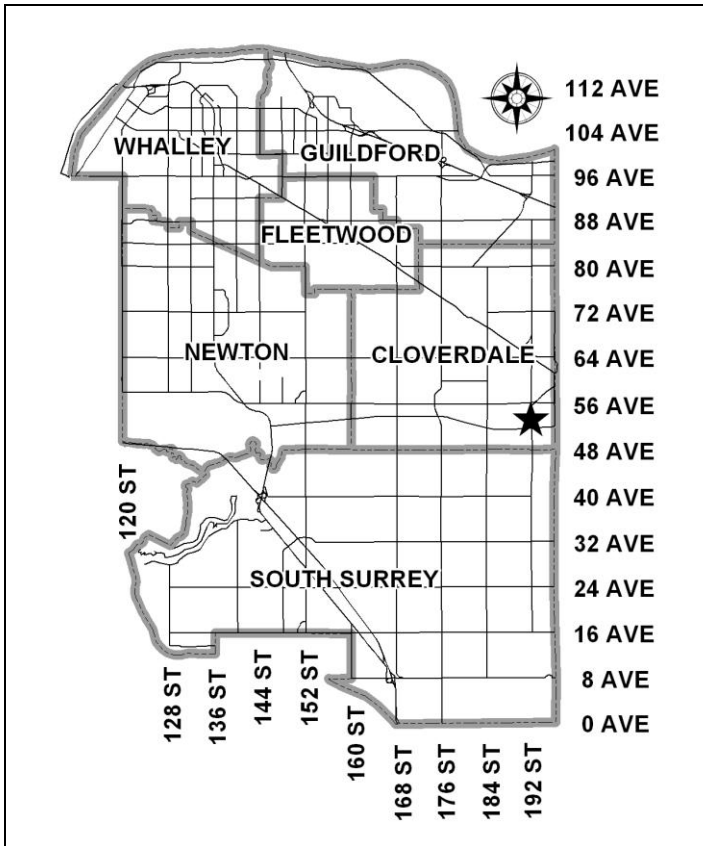 112 AVE
104 AVE
WHALLEY
GUILDFORD
96 AVE
88 AVE
FLEETWOOD
80 AVE
72 AVE
NEWTON
CLOVERDALE
64 AVE
56 AVE
48 AVE
120 ST
40 AVE
32 AVE
SOUTH SURREY
24 AVE
16 AVE
8 AVE
0 AVE
128 ST
136 ST
144 ST
152 ST
160 ST
168 ST
176 ST
184 ST
192 ST